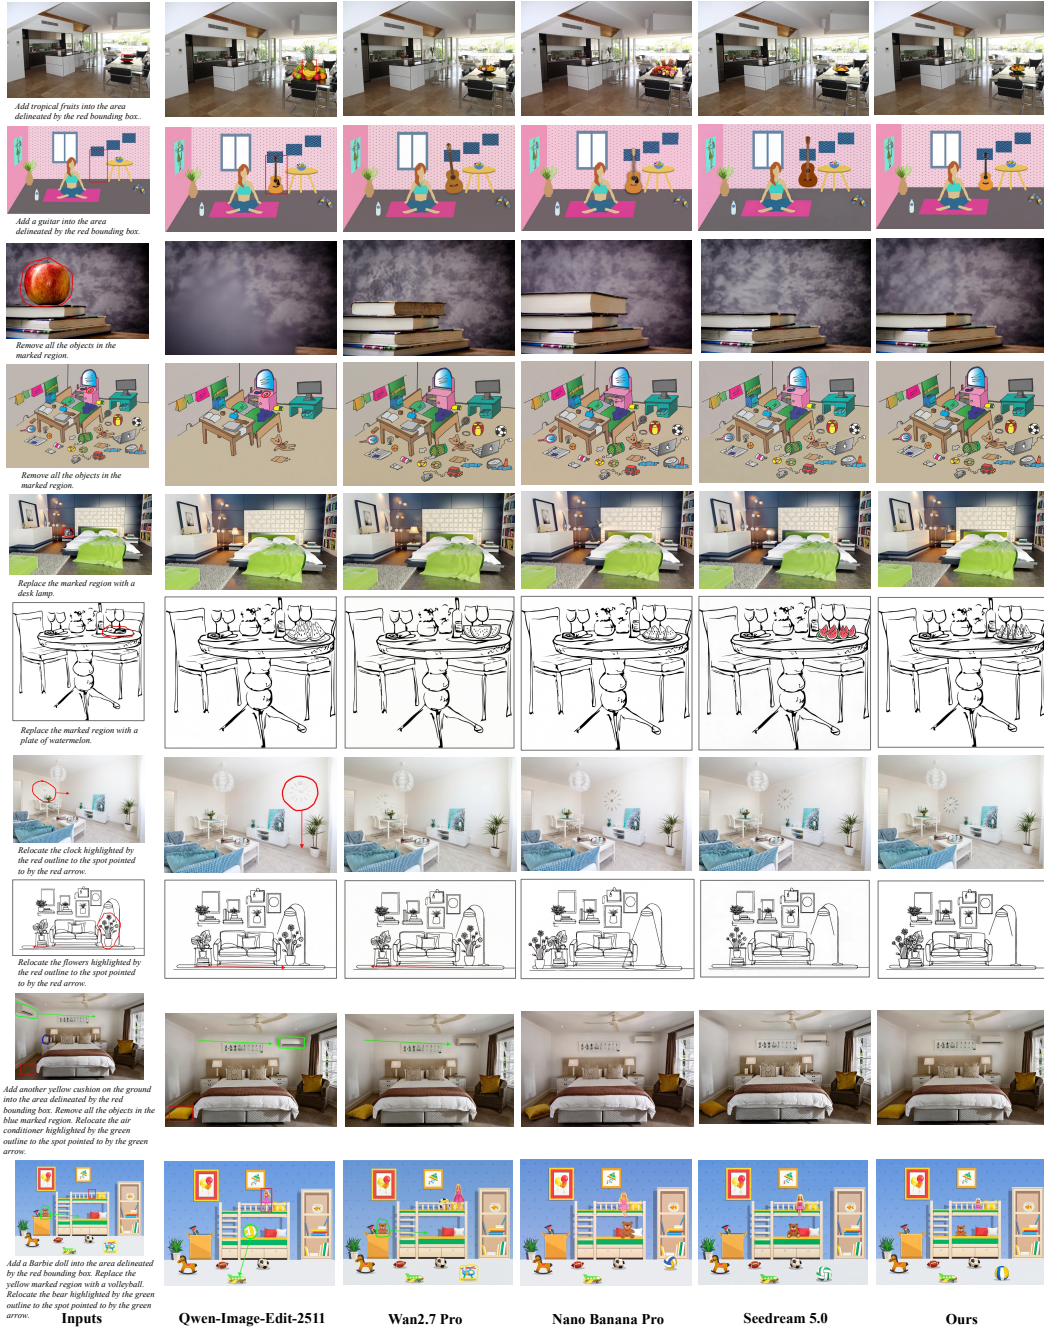 Add tropical fruits into the area
delineated by the red bounding box..
Add a guitar into the area
delineated by the red bounding box.
Remove all the objects in the
marked region.
Remove all the objects in the
marked region.
Replace the marked region with a
desk lamp.
Replace the marked region with a
plate of watermelon.
Relocate the clock highlighted by
the red outline to the spot pointed
to by the red arrow.
Relocate the flowers highlighted by
the red outline to the spot pointed
to by the red arrow.
Add another yellow cushion on the ground
into the area delineated by the red
bounding box. Remove all the objects in the
blue marked region. Relocate the air
conditioner highlighted by the green
outline to the spot pointed to by the green
arrow.
Add a Barbie doll into the area delineated
by the red bounding box. Replace the
yellow marked region with a volleyball.
Relocate the bear highlighted by the green
outline to the spot pointed to by the green
arrow.
Inputs Qwen-Image-Edit-2511 Wan2.7 Pro Nano Banana Pro Seedream 5.0 Ours